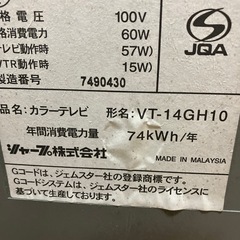 格電圧 100V
格消費電力 60W
テレビ動作時 57W)
VTR動作時 15W)
製造番号 7490430
JQA
品名:カラーテレビ 形名:VT-14GH10
年間消費電力量 74kWh/年
シャープ株式会社
MADE IN MALAYSIA
Gコードは、ジェムスター社の登録商標です。
Gコードシステムは、ジェムスター社のライセンスに
基づいて生産しております。